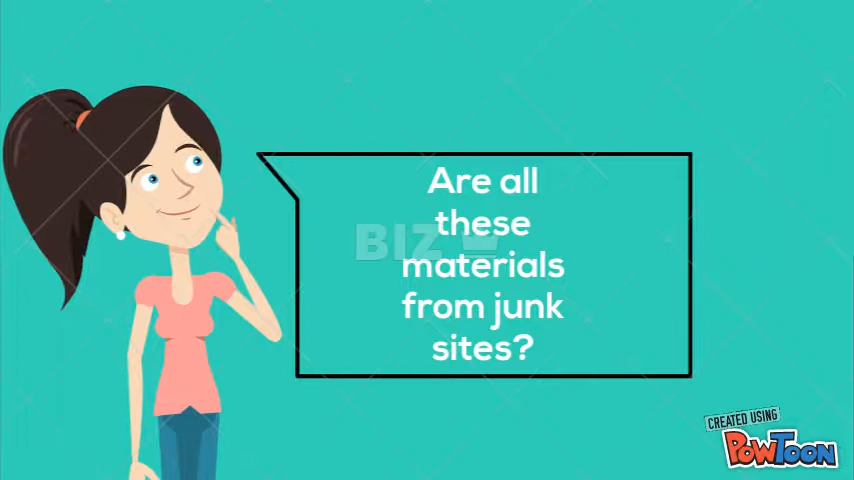 Are all
these
materials
from junk
sites?
BIZ
CREATED USING
POWTOON